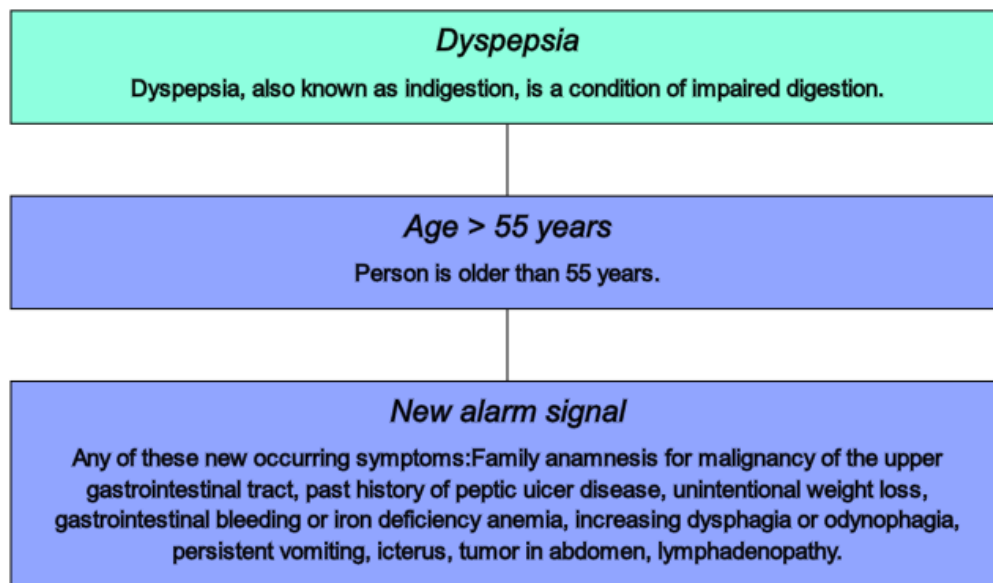 Dyspepsia
Dyspepsia, also known as indigestion, is a condition of impaired digestion.
Age > 55 years
Person is older than 55 years.
New alarm signal
Any of these new occurring symptoms:Family anamnesis for malignancy of the upper
gastrointestinal tract, past history of peptic ulcer disease, unintentional weight loss,
gastrointestinal bleeding or iron deficiency anemia, increasing dysphagia or odynophagia,
persistent vomiting, icterus, tumor in abdomen, lymphadenopathy.